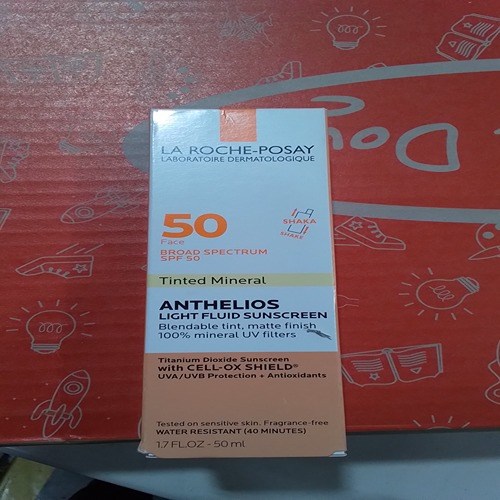 LA ROCHE-POSAY
LABORATOIRE DERMATOLOGIQUE
50
Face
BROAD SPECTRUM
SPF 50
SHAKA
SHAKE
Tinted Mineral
ANTHELIOS
LIGHT FLUID SUNSCREEN
Blendable tint, matte finish
100% mineral UV filters
Titanium Dioxide Sunscreen
with CELL-OX SHIELD®
UVA/UVB Protection + Antioxidants
Tested on sensitive skin. Fragrance-free
WATER RESISTANT (40 MINUTES)
1.7 FL.OZ - 50 ml